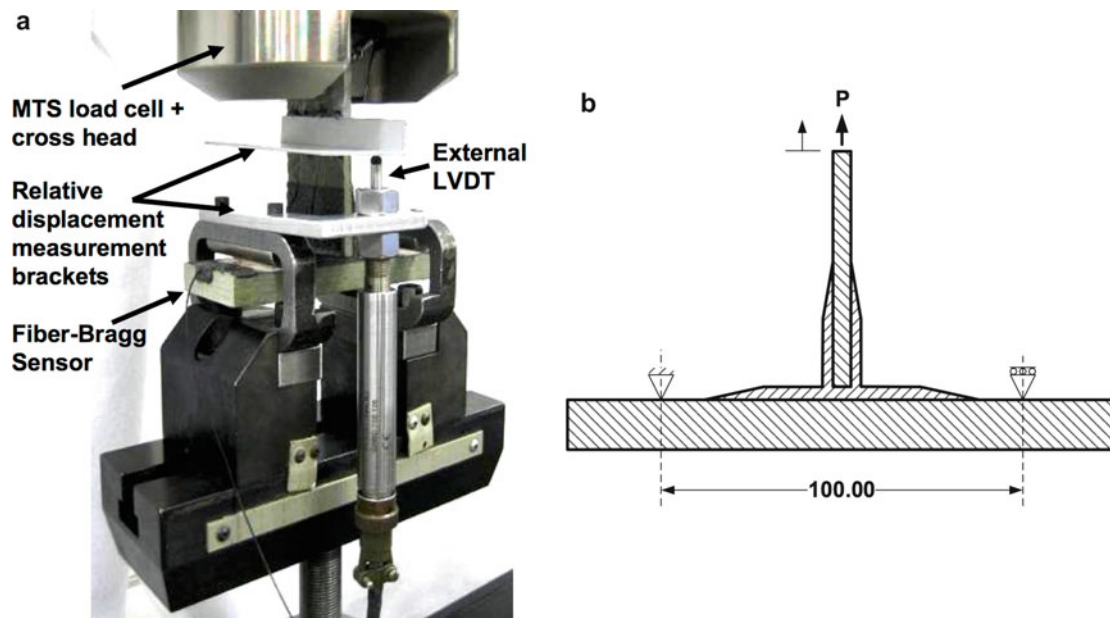 a
MTS load cell +
cross head
Relative
displacement
measurement
brackets
Fiber-Bragg
Sensor
External
LVDT
b
P
100.00